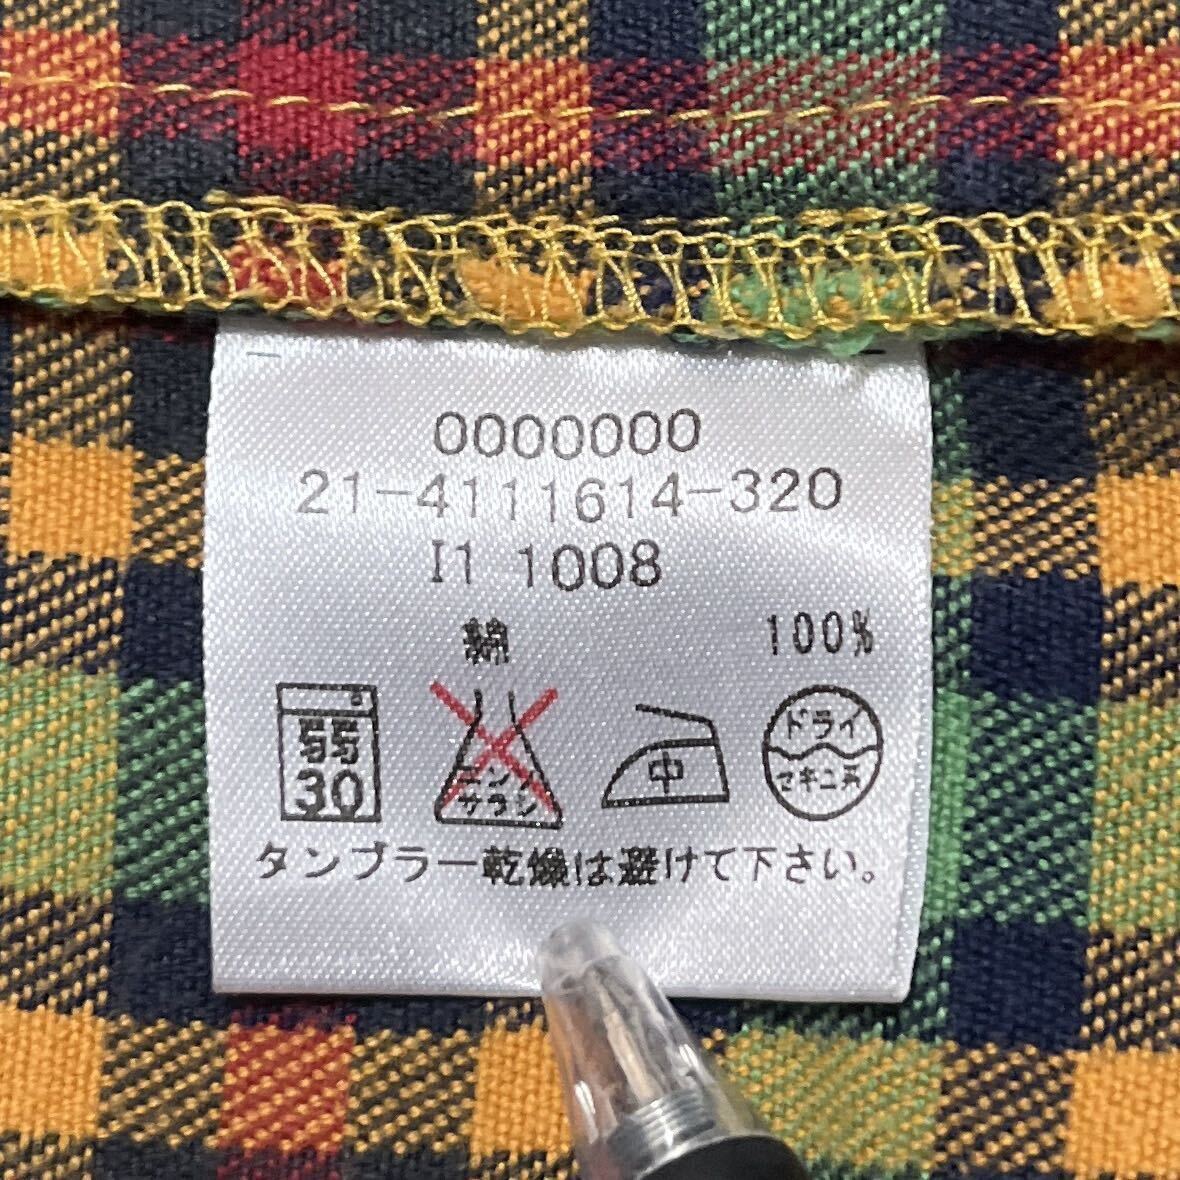 0000000
21-4111614-320
I1 1008
綿 100%
55
30
エンソ
サラシ
中
ドライ
セキユ系
タンブラー乾燥は避けて下さい。